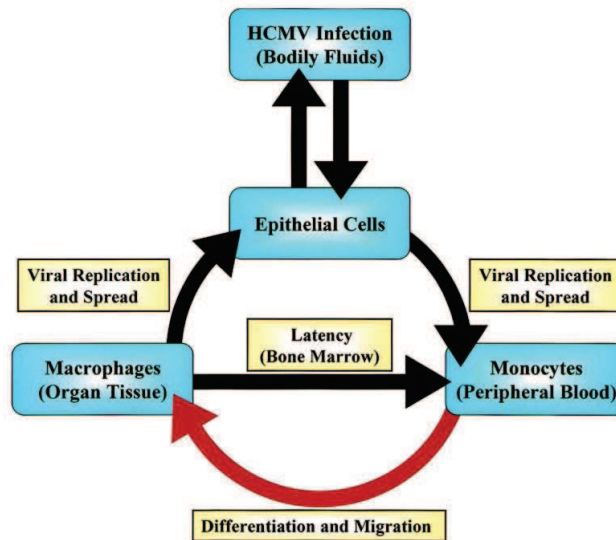 HCMV Infection
(Bodily Fluids)
Epithelial Cells
Viral Replication
and Spread
Viral Replication
and Spread
Latency
(Bone Marrow)
Macrophages
(Organ Tissue)
Monocytes
(Peripheral Blood)
Differentiation and Migration